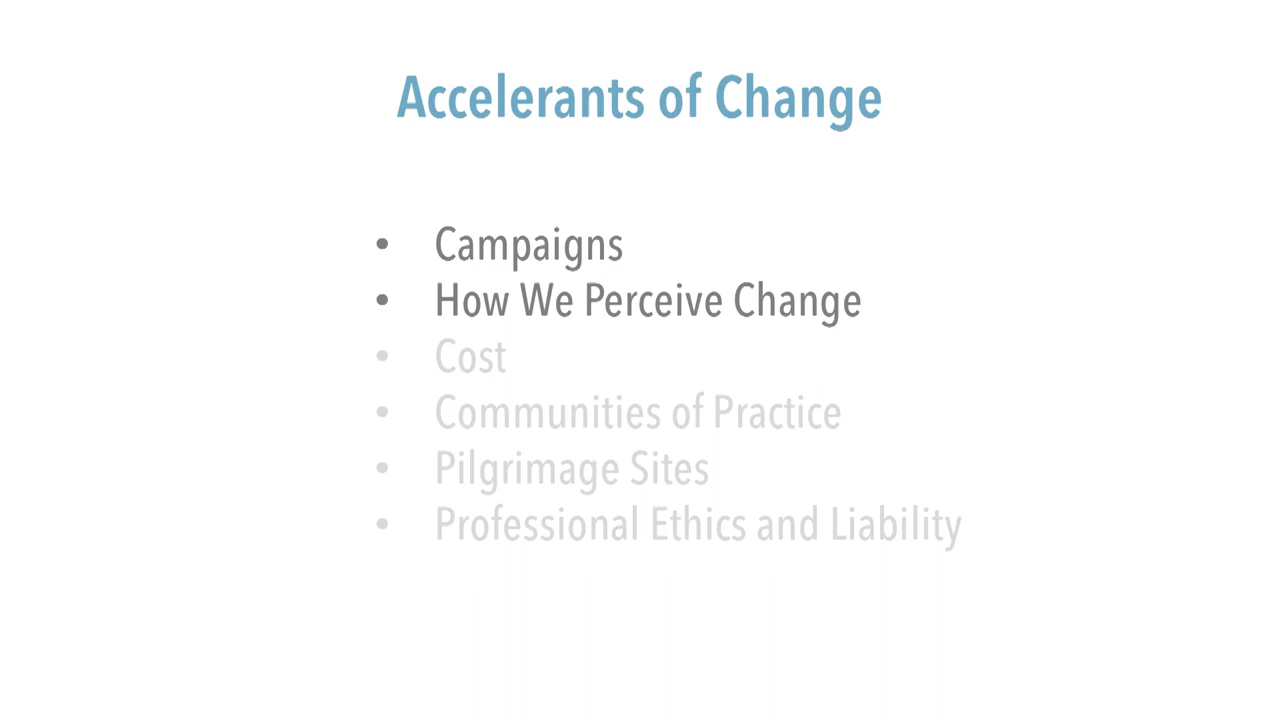 Accelerants of Change
• Campaigns
• How We Perceive Change
• Cost
• Communities of Practice
• Pilgrimage Sites
• Professional Ethics and Liability